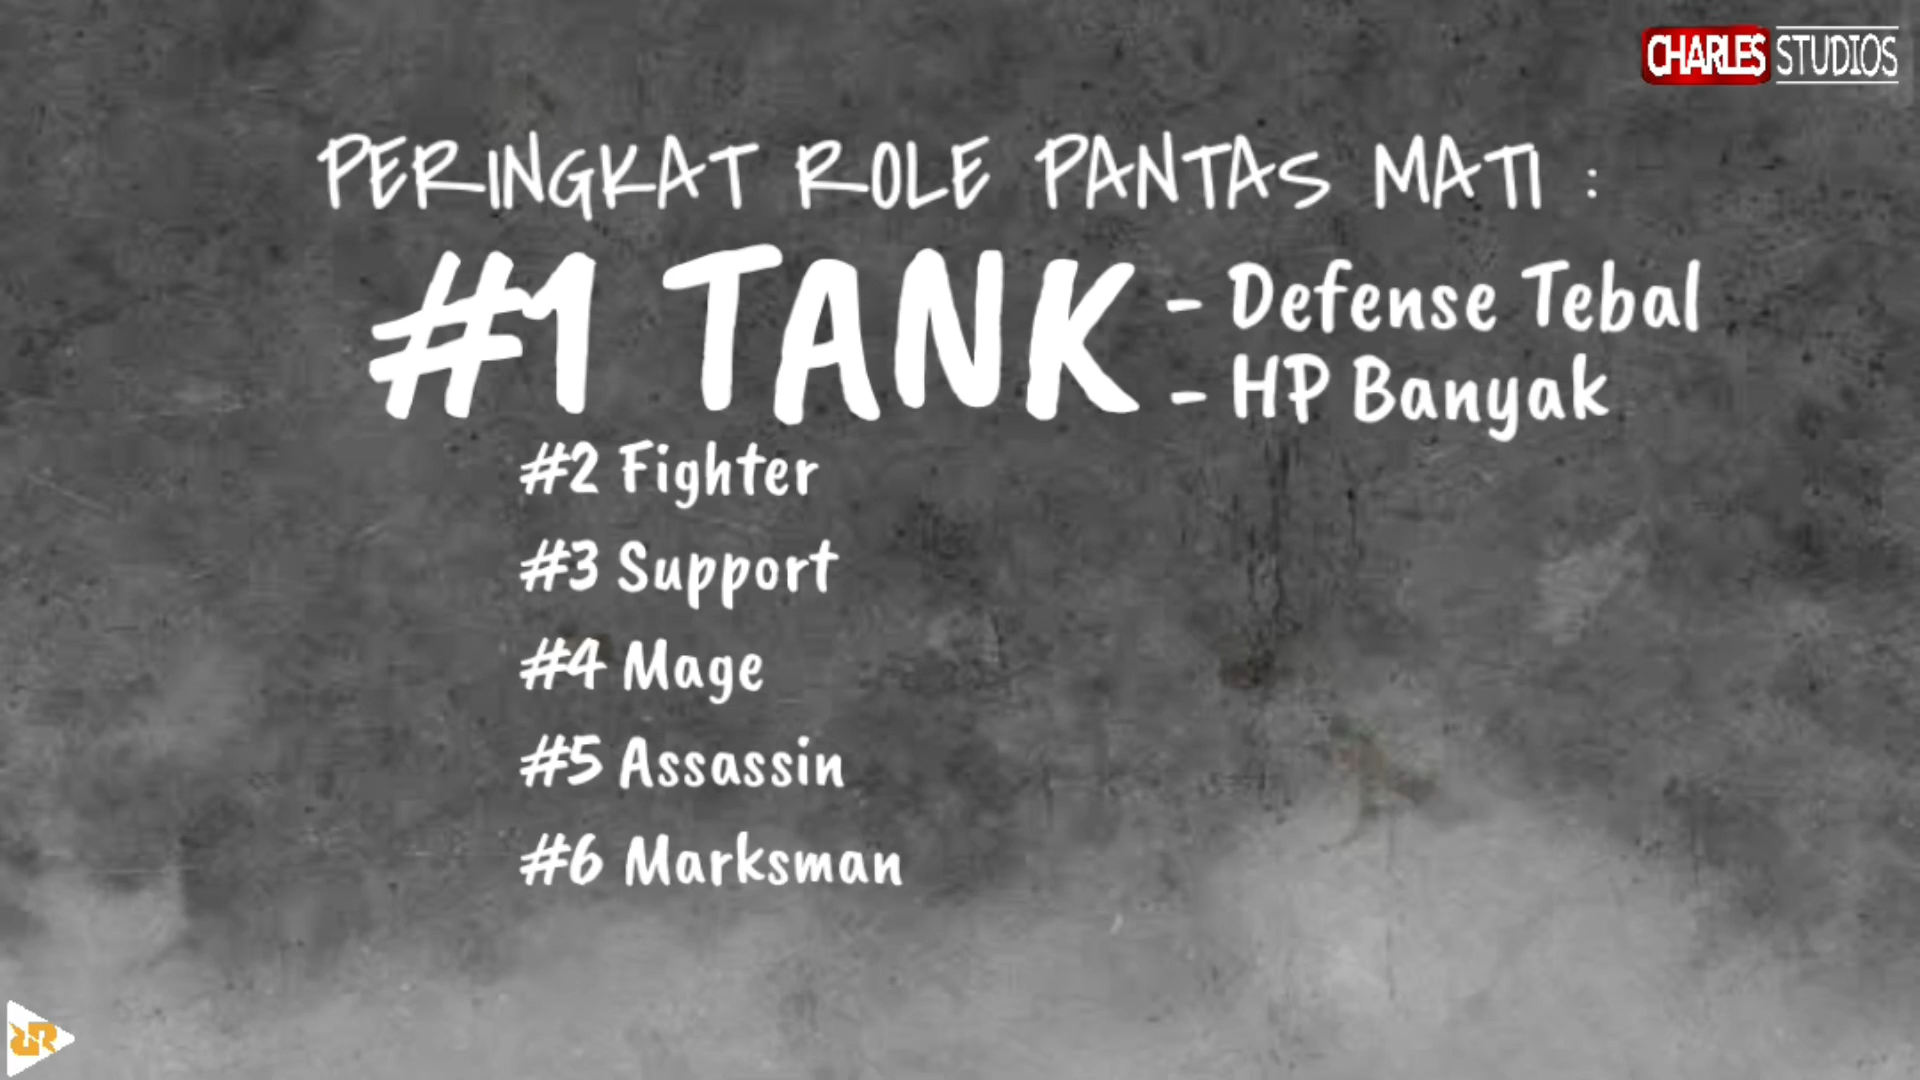 CHARLES STUDIOS
PERINGKAT ROLE PANTAS MATI :
#1 TANK
- Defense Tebal
- HP Banyak
#2 Fighter
#3 Support
#4 Mage
#5 Assassin
#6 Marksman